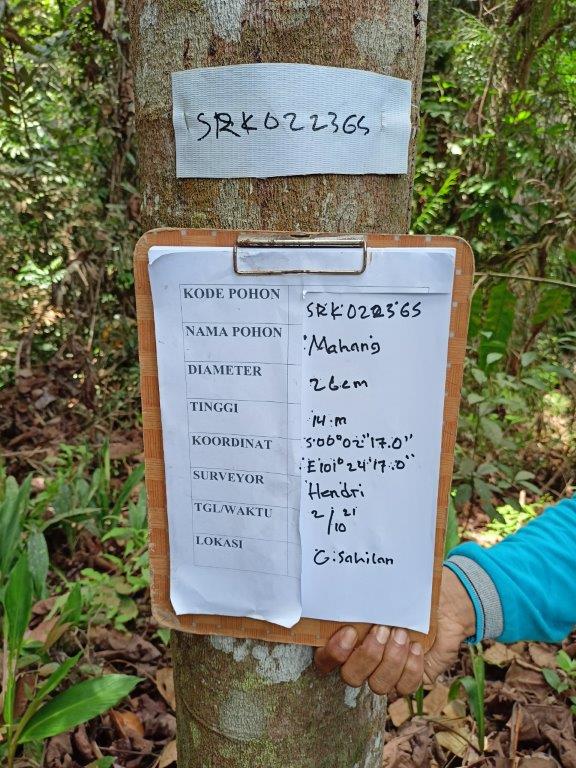 SRK022365
KODE POHON SRK022365
NAMA POHON Mahang
DIAMETER 26cm
TINGGI 14.m
KOORDINAT S:00°02'17.0"
E101°24'17.0"
SURVEYOR Hendri
TGL/WAKTU 2/10 21
LOKASI G.Sahilan